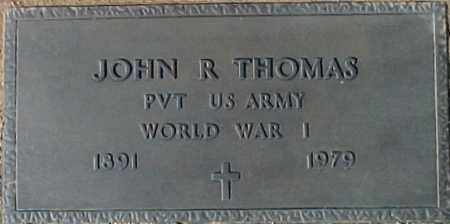 JOHN R THOMAS
PVT US ARMY
WORLD WAR I
1891 1979